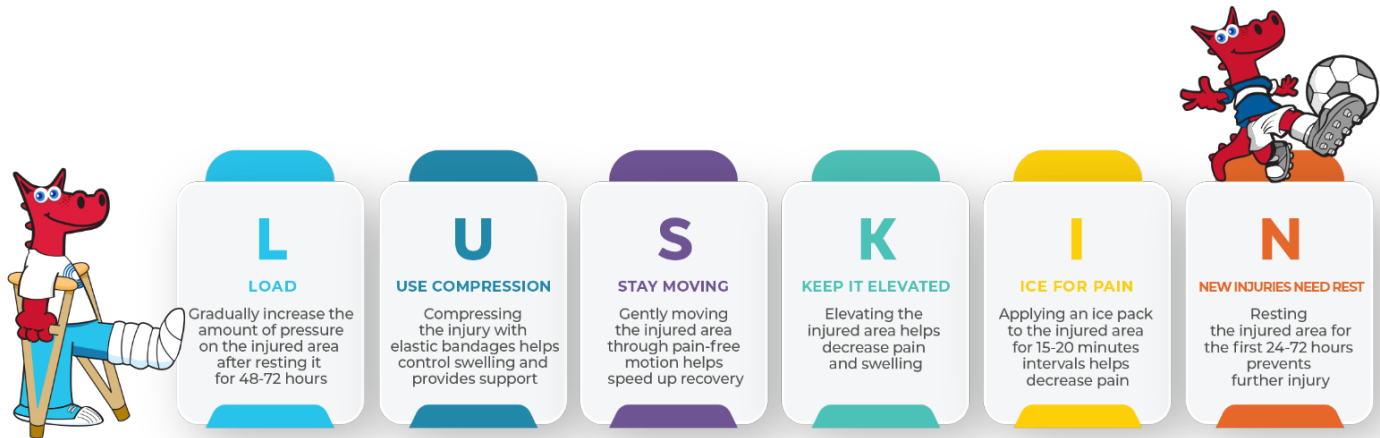 L
LOAD
Gradually increase the
amount of pressure
on the injured area
after resting it
for 48-72 hours
U
USE COMPRESSION
Compressing
the injury with
elastic bandages helps
control swelling and
provides support
S
STAY MOVING
Gently moving
the injured area
through pain-free
motion helps
speed up recovery
K
KEEP IT ELEVATED
Elevating the
injured area helps
decrease pain
and swelling
I
ICE FOR PAIN
Applying an ice pack
to the injured area
for 15-20 minutes
intervals helps
decrease pain
N
NEW INJURIES NEED REST
Resting
the injured area for
the first 24-72 hours
prevents
further injury